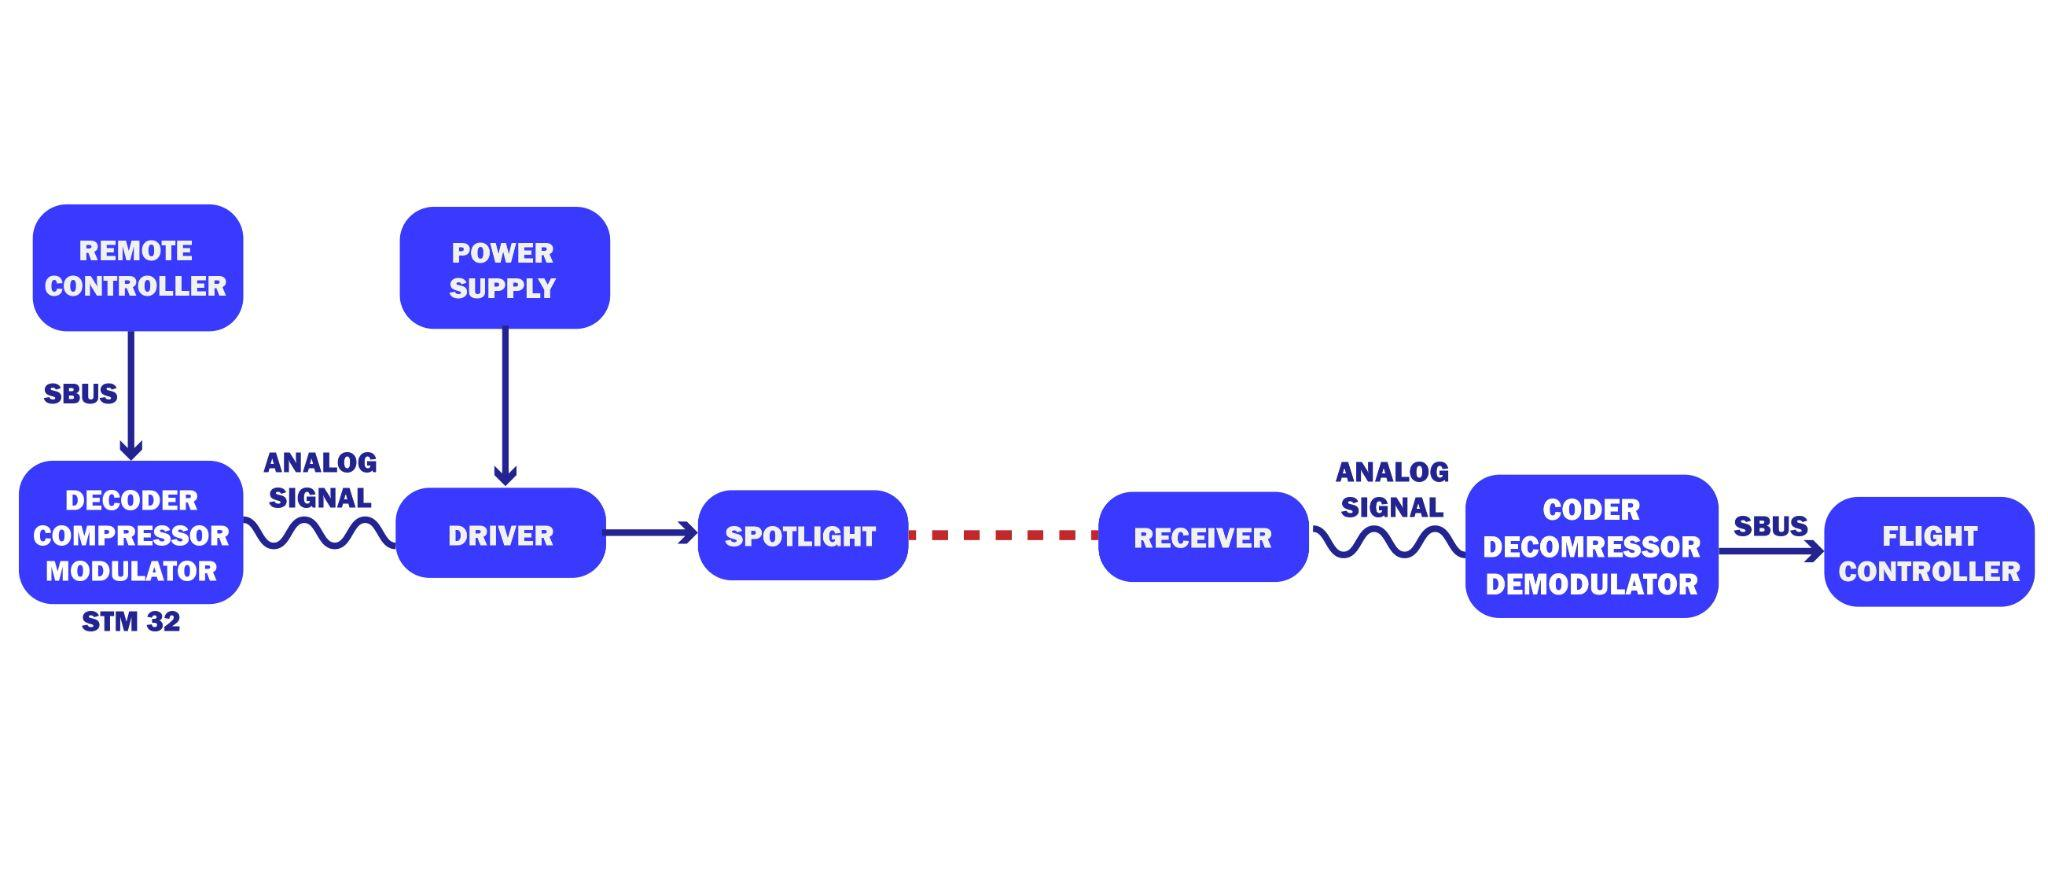 REMOTE
CONTROLLER
POWER
SUPPLY
SBUS
DECODER
COMPRESSOR
MODULATOR
STM 32
ANALOG
SIGNAL
DRIVER
SPOTLIGHT
RECEIVER
ANALOG
SIGNAL
CODER
DECOMRESSOR
DEMODULATOR
SBUS
FLIGHT
CONTROLLER